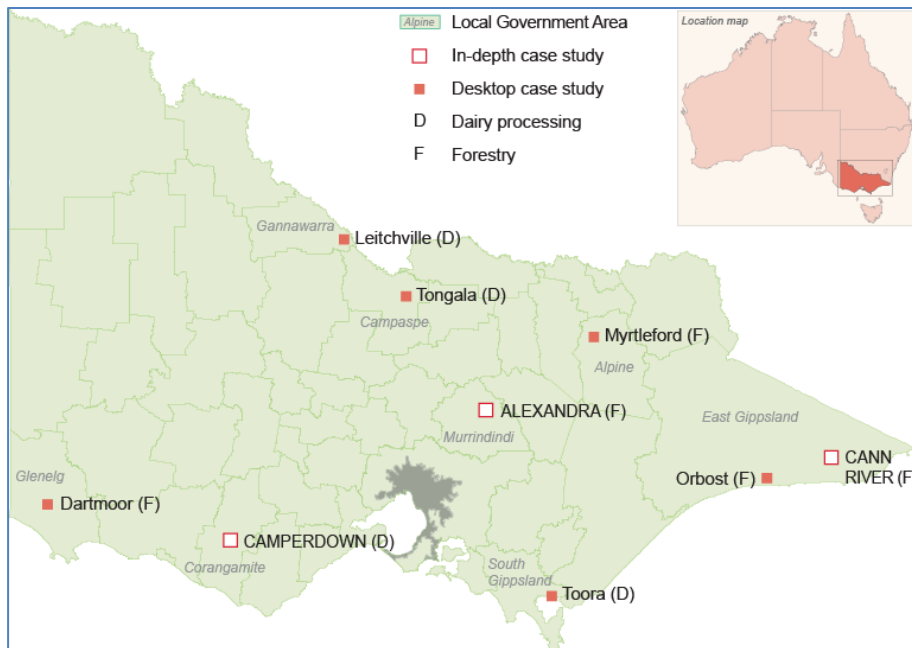 Alpine Local Government Area
In-depth case study
Desktop case study
D Dairy processing
F Forestry
Location map
Gannawarra
Leitchville (D)
Tongala (D)
Campaspe
Myrtleford (F)
Alpine
ALEXANDRA (F)
Murrindindi
East Gippsland
CANN
RIVER (F
Orbost (F)
Glenelg
Dartmoor (F)
CAMPERDOWN (D)
Corangamite
South
Gippsland
Toora (D)